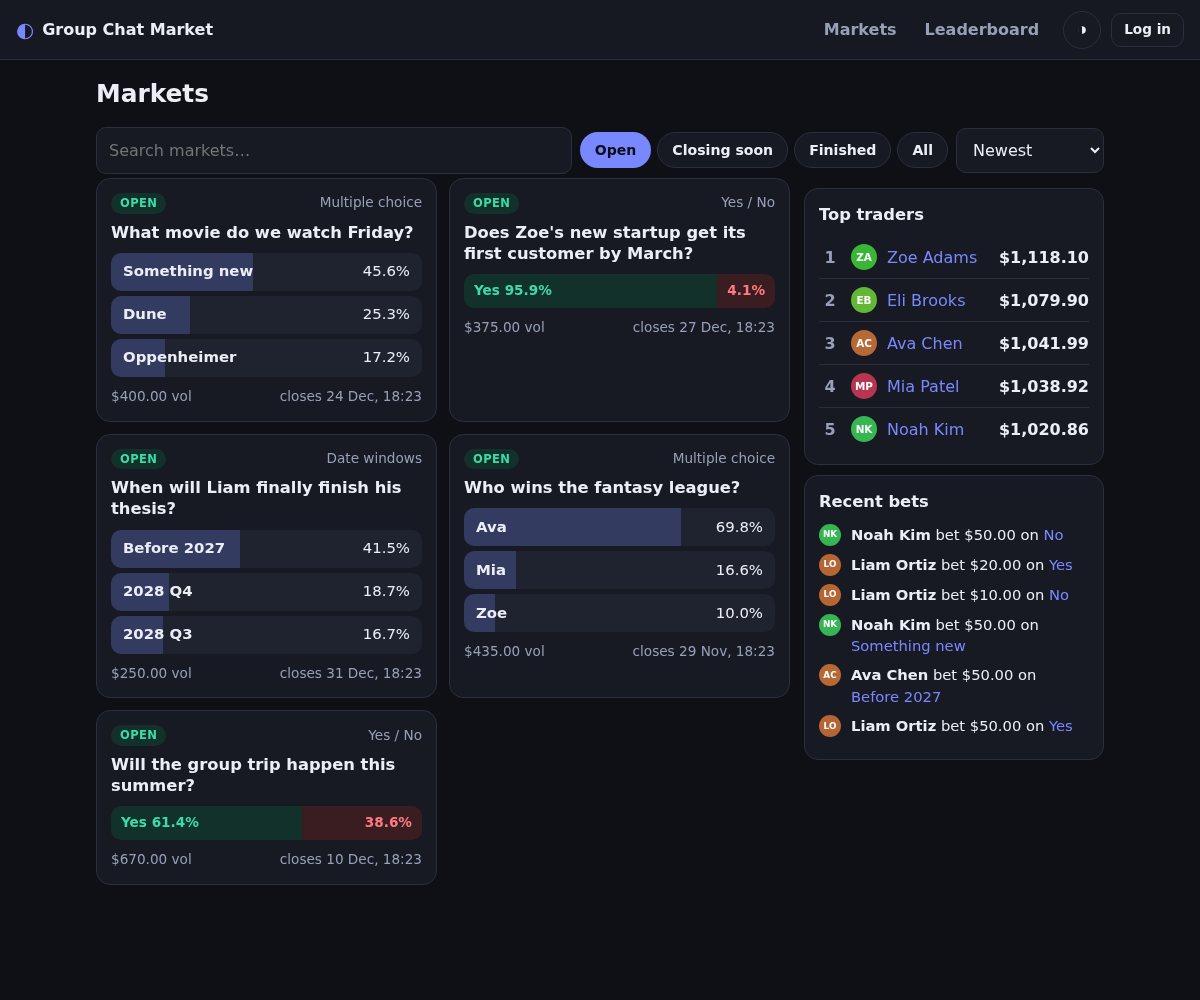 Group Chat Market
Markets
Leaderboard
Log in
Markets
Search markets...
Open
Closing soon
Finished
All
Newest
OPEN
Multiple choice
What movie do we watch Friday?
Something new 45.6%
Dune 25.3%
Oppenheimer 17.2%
$400.00 vol closes 24 Dec, 18:23
OPEN
Yes / No
Does Zoe's new startup get its
first customer by March?
Yes 95.9% 4.1%
$375.00 vol closes 27 Dec, 18:23
OPEN
Date windows
When will Liam finally finish his
thesis?
Before 2027 41.5%
2028 Q4 18.7%
2028 Q3 16.7%
$250.00 vol closes 31 Dec, 18:23
OPEN
Multiple choice
Who wins the fantasy league?
Ava 69.8%
Mia 16.6%
Zoe 10.0%
$435.00 vol closes 29 Nov, 18:23
OPEN
Yes / No
Will the group trip happen this
summer?
Yes 61.4% 38.6%
$670.00 vol closes 10 Dec, 18:23
Top traders
1 ZA Zoe Adams $1,118.10
2 EB Eli Brooks $1,079.90
3 AC Ava Chen $1,041.99
4 MP Mia Patel $1,038.92
5 NK Noah Kim $1,020.86
Recent bets
NK Noah Kim bet $50.00 on No
LO Liam Ortiz bet $20.00 on Yes
LO Liam Ortiz bet $10.00 on No
NK Noah Kim bet $50.00 on
Something new
AC Ava Chen bet $50.00 on
Before 2027
LO Liam Ortiz bet $50.00 on Yes